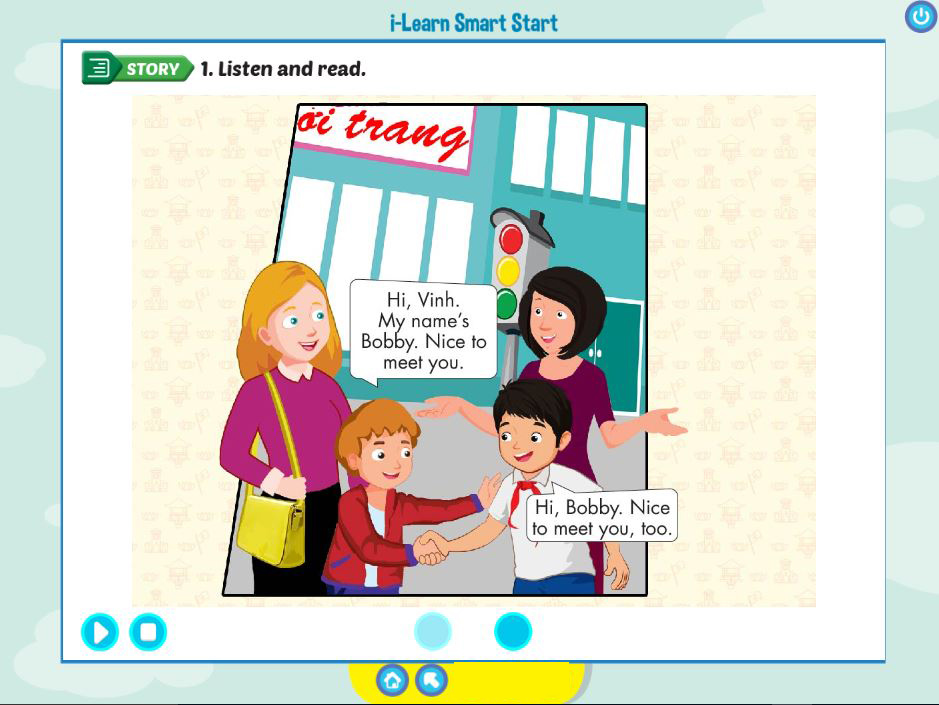 i-Learn Smart Start
STORY 1. Listen and read.
ời trang
Hi, Vinh.
My name's
Bobby. Nice to
meet you.
Hi, Bobby. Nice
to meet you, too.